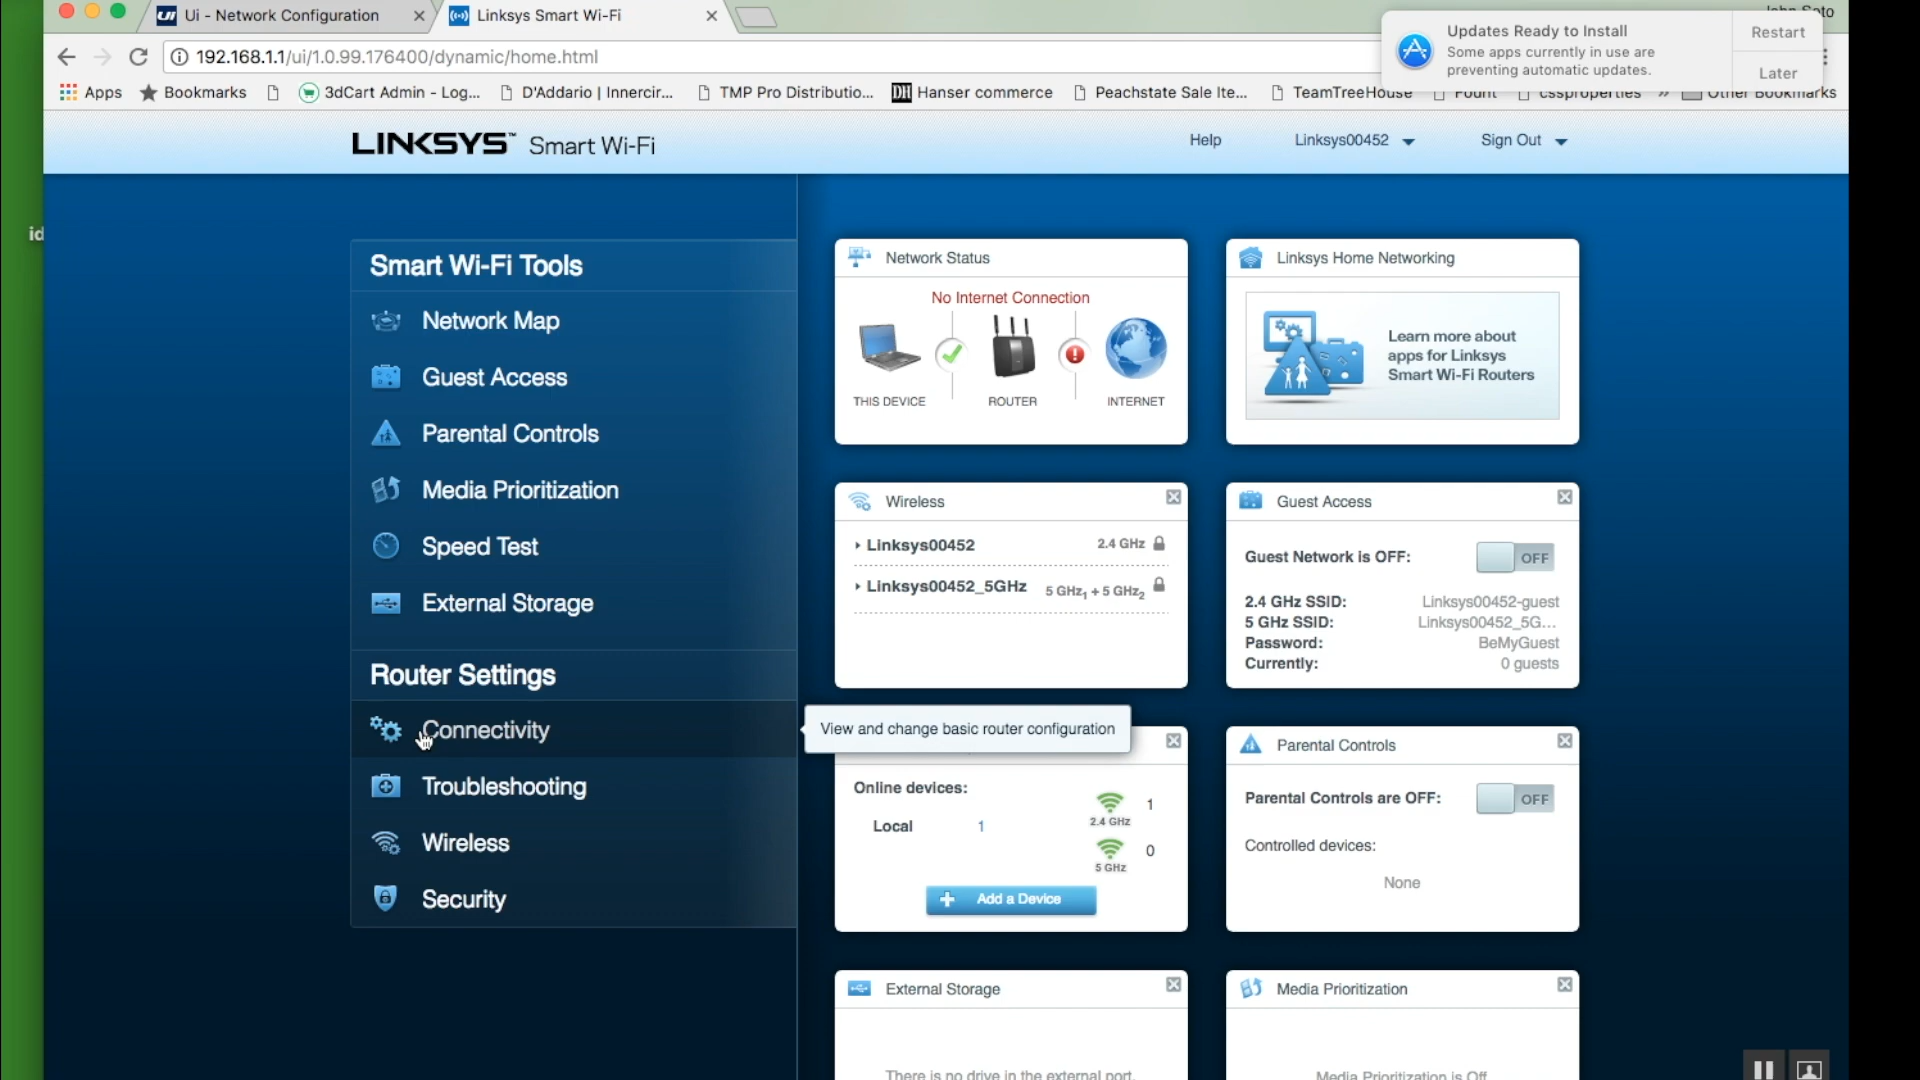 Ui - Network Configuration
Linksys Smart Wi-Fi
Updates Ready to Install
Some apps currently in use are
preventing automatic updates.
Restart
Later
192.168.1.1/ui/1.0.99.176400/dynamic/home.html
Apps
Bookmarks
3dCart Admin - Log...
D'Addario | Innercir...
TMP Pro Distributio...
DH Hanser commerce
Peachstate Sale Ite...
TeamTreeHouse
Fount
cssproperties
»
Other Bookmarks
LINKSYS™ Smart Wi-Fi
Help
Linksys00452
Sign Out
id
Smart Wi-Fi Tools
Network Map
Guest Access
Parental Controls
Media Prioritization
Speed Test
External Storage
Router Settings
Connectivity
Troubleshooting
Wireless
Security
View and change basic router configuration
Network Status
No Internet Connection
THIS DEVICE
ROUTER
INTERNET
Linksys Home Networking
Learn more about
apps for Linksys
Smart Wi-Fi Routers
Wireless
Linksys00452 2.4 GHz
Linksys00452_5GHz 5 GHz1 + 5 GHz2
Guest Access
Guest Network is OFF: OFF
2.4 GHz SSID: Linksys00452-guest
5 GHz SSID: Linksys00452_5G...
Password: BeMyGuest
Currently: 0 guests
Online devices:
Local 1
2.4 GHz 1
5 GHz 0
Add a Device
Parental Controls
Parental Controls are OFF: OFF
Controlled devices:
None
External Storage
There is no drive in the external port.
Media Prioritization
Media Prioritization is Off